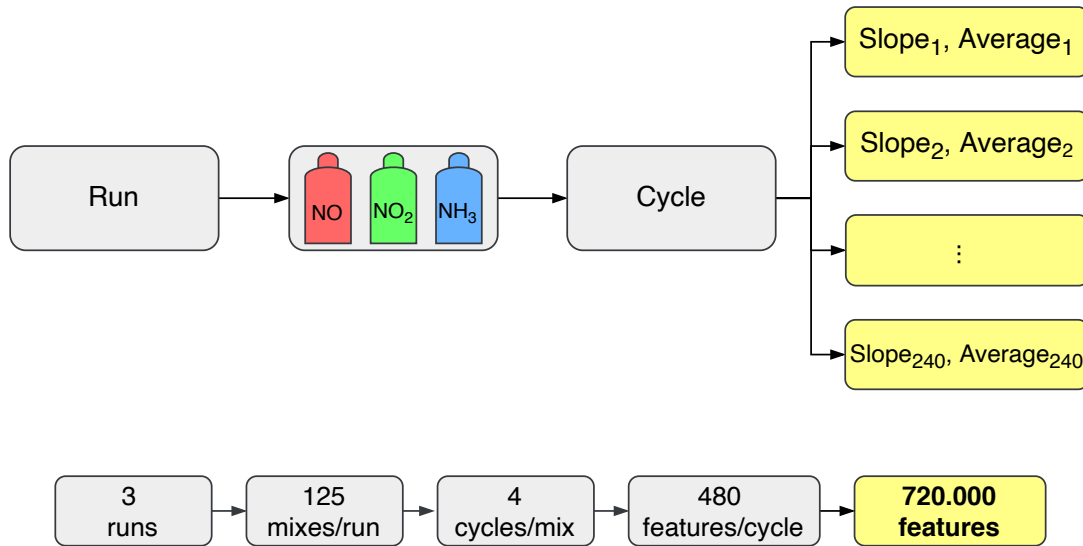 Run
NO
NO₂
NH₃
Cycle
Slope₁, Average₁
Slope₂, Average₂
⋮
Slope₂₄₀, Average₂₄₀
3
runs
125
mixes/run
4
cycles/mix
480
features/cycle
720.000
features